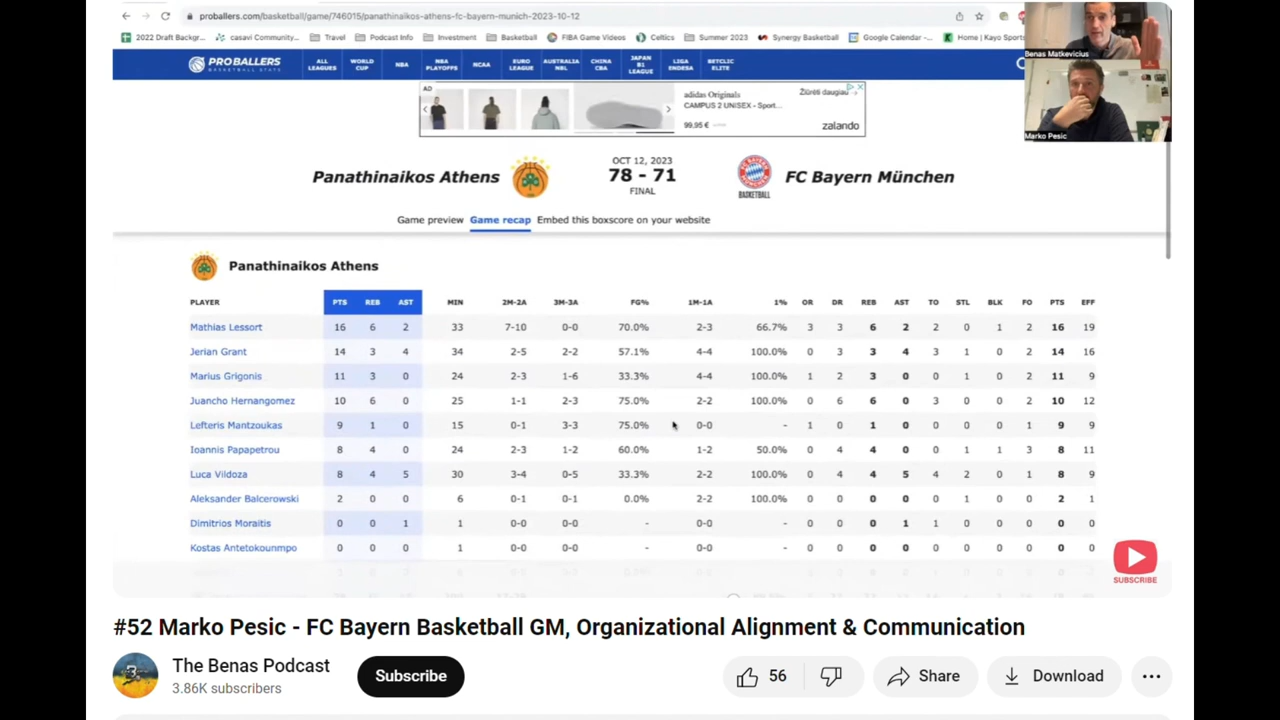 proballers.com/basketball/game/746015/panathinaikos-athens-fc-bayern-munich-2023-10-12
2022 Draft Backgr... casavi Community... Travel Podcast Info Investment Basketball FIBA Game Videos Celtics Summer 2023 Synergy Basketball Google Calendar -... Home | Kayo Sports
Benas Matkevicius
PROBALLERS
BASKETBALL STATS
ALL LEAGUES
WORLD CUP
NBA
NBA PLAYOFFS
NCAA
EURO LEAGUE
AUSTRALIA NBL
CHINA CBA
JAPAN B1 LEAGUE
LIGA ENDESA
BETCLIC ELITE
AD
adidas Originals
CAMPUS 2 UNISEX - Sport...
99,95 €
Žiūrėti daugiau
zalando
Marko Pesic
OCT 12, 2023
Panathinaikos Athens 78 - 71 FC Bayern München
FINAL
BASKETBALL
Game preview Game recap Embed this boxscore on your website
Panathinaikos Athens
PLAYER PTS REB AST MIN 2M-2A 3M-3A FG% 1M-1A 1% OR DR REB AST TO STL BLK FO PTS EFF
Mathias Lessort 16 6 2 33 7-10 0-0 70.0% 2-3 66.7% 3 3 6 2 2 0 1 2 16 19
Jerian Grant 14 3 4 34 2-5 2-2 57.1% 4-4 100.0% 0 3 3 4 3 1 0 2 14 16
Marius Grigonis 11 3 0 24 2-3 1-6 33.3% 4-4 100.0% 1 2 3 0 0 1 0 2 11 9
Juancho Hernangomez 10 6 0 25 1-1 2-3 75.0% 2-2 100.0% 0 6 6 0 3 0 0 2 10 12
Lefteris Mantzoukas 9 1 0 15 0-1 3-3 75.0% 0-0 - 1 0 1 0 0 0 0 1 9 9
Ioannis Papapetrou 8 4 0 24 2-3 1-2 60.0% 1-2 50.0% 0 4 4 0 0 1 1 3 8 11
Luca Vildoza 8 4 5 30 3-4 0-5 33.3% 2-2 100.0% 0 4 4 5 4 2 0 1 8 9
Aleksander Balcerowski 2 0 0 6 0-1 0-1 0.0% 2-2 100.0% 0 0 0 0 0 1 0 0 2 1
Dimitrios Moraitis 0 0 1 1 0-0 0-0 - 0-0 - 0 0 0 1 1 0 0 0 0 0
Kostas Antetokounmpo 0 0 0 1 0-0 0-0 - 0-0 - 0 0 0 0 0 0 0 0 0 0
SUBSCRIBE
#52 Marko Pesic - FC Bayern Basketball GM, Organizational Alignment & Communication
The Benas Podcast
3.86K subscribers
Subscribe
56
Share
Download